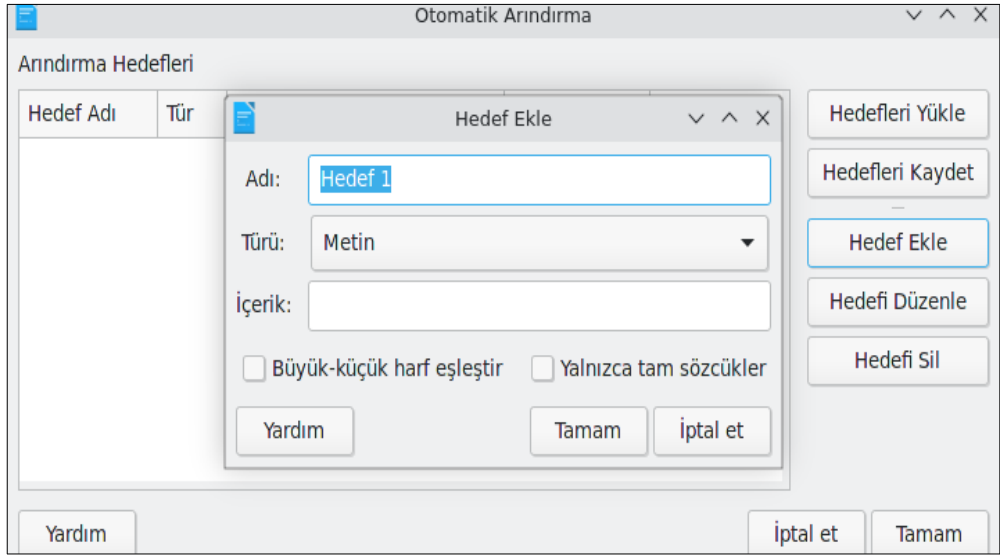 Otomatik Arındırma
Arındırma Hedefleri
Hedef Adı Tür
Hedefleri Yükle
Hedefleri Kaydet
Hedef Ekle
Hedefi Düzenle
Hedefi Sil
Hedef Ekle
Adı: Hedef 1
Türü: Metin
İçerik:
Büyük-küçük harf eşleştir Yalnızca tam sözcükler
Yardım Tamam İptal et
Yardım İptal et Tamam